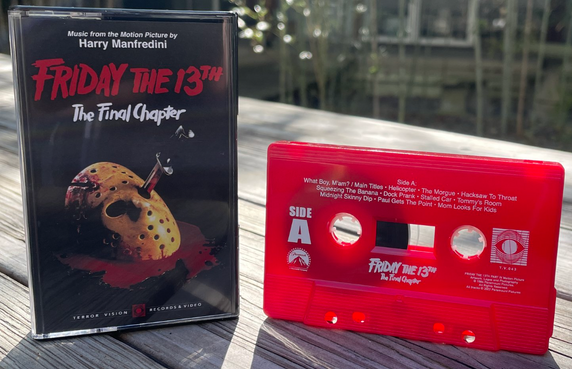 Music from the Motion Picture by
Harry Manfredini
FRIDAY THE 13TH
The Final Chapter
TERROR VISION RECORDS & VIDEO
Side A:
What Boy, M'am? / Main Titles • Helicopter • The Morgue • Hacksaw To Throat
Squeezing The Banana • Dock Prank • Stalled Car • Tommy's Room
Midnight Skinny Dip • Paul Gets The Point • Mom Looks For Kids
SIDE
A
FRIDAY THE 13TH
The Final Chapter